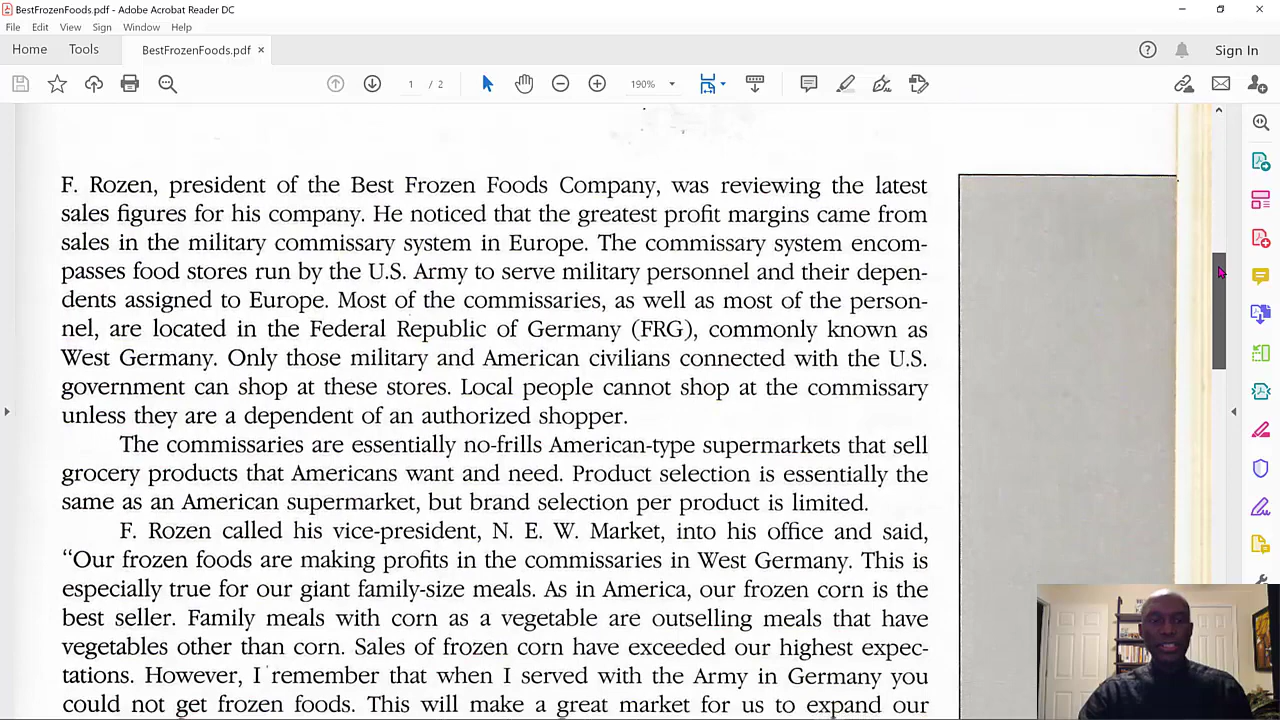 BestFrozenFoods.pdf - Adobe Acrobat Reader DC
File Edit View Sign Window Help
Home Tools BestFrozenFoods.pdf × Sign In
1 / 2 190%
F. Rozen, president of the Best Frozen Foods Company, was reviewing the latest
sales figures for his company. He noticed that the greatest profit margins came from
sales in the military commissary system in Europe. The commissary system encom-
passes food stores run by the U.S. Army to serve military personnel and their depen-
dents assigned to Europe. Most of the commissaries, as well as most of the person-
nel, are located in the Federal Republic of Germany (FRG), commonly known as
West Germany. Only those military and American civilians connected with the U.S.
government can shop at these stores. Local people cannot shop at the commissary
unless they are a dependent of an authorized shopper.
The commissaries are essentially no-frills American-type supermarkets that sell
grocery products that Americans want and need. Product selection is essentially the
same as an American supermarket, but brand selection per product is limited.
F. Rozen called his vice-president, N. E. W. Market, into his office and said,
“Our frozen foods are making profits in the commissaries in West Germany. This is
especially true for our giant family-size meals. As in America, our frozen corn is the
best seller. Family meals with corn as a vegetable are outselling meals that have
vegetables other than corn. Sales of frozen corn have exceeded our highest expec-
tations. However, I remember that when I served with the Army in Germany you
could not get frozen foods. This will make a great market for us to expand our